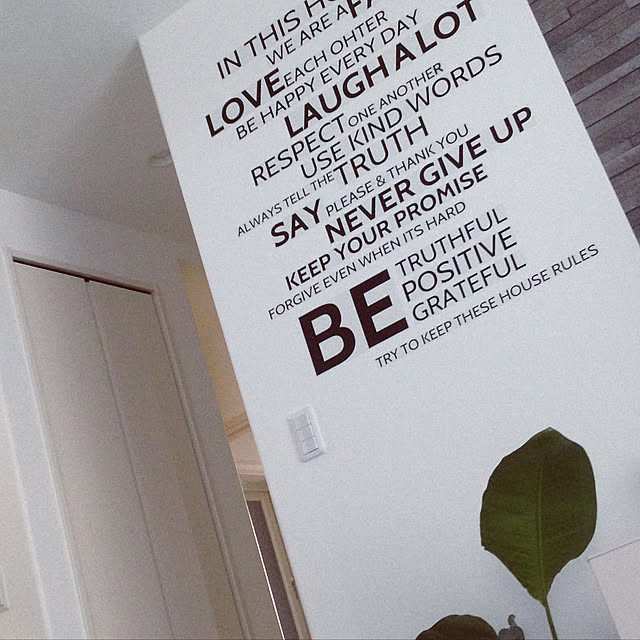 IN THIS HO
WE ARE A FA
LOVE EACH OHTER
BE HAPPY EVERY DAY
LAUGH A LOT
RESPECT ONE ANOTHER
USE KIND WORDS
ALWAYS TELL THE TRUTH
SAY PLEASE & THANK YOU
NEVER GIVE UP
KEEP YOUR PROMISE
FORGIVE EVEN WHEN ITS HARD
BE TRUTHFUL
POSITIVE
GRATEFUL
TRY TO KEEP THESE HOUSE RULES